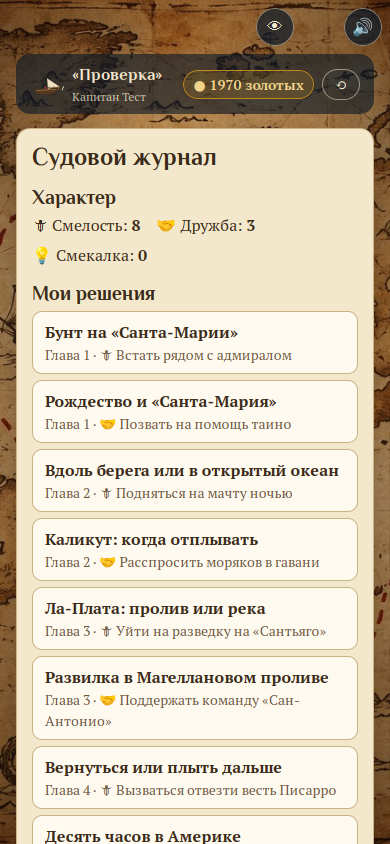 «Проверка»
Капитан Тест
1970 золотых
Судовой журнал
Характер
Смелость: 8 Дружба: 3
Смекалка: 0
Мои решения
Бунт на «Санта-Марии»
Глава 1 · Встать рядом с адмиралом
Рождество и «Санта-Мария»
Глава 1 · Позвать на помощь таино
Вдоль берега или в открытый океан
Глава 2 · Подняться на мачту ночью
Каликут: когда отплывать
Глава 2 · Расспросить моряков в гавани
Ла-Плата: пролив или река
Глава 3 · Уйти на разведку на «Сантьяго»
Развилка в Магеллановом проливе
Глава 3 · Поддержать команду «Сан-
Антонио»
Вернуться или плыть дальше
Глава 4 · Вызваться отвезти весть Писарро
Десять часов в Америке